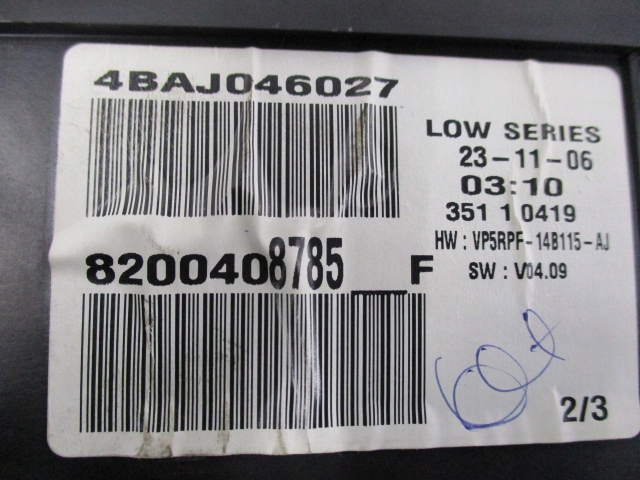 4BAJ046027
LOW SERIES
23-11-06
03:10
351 1 0419
HW : VP5RPF-14B115-AJ
SW : V04.09
8200408785__F
2/3